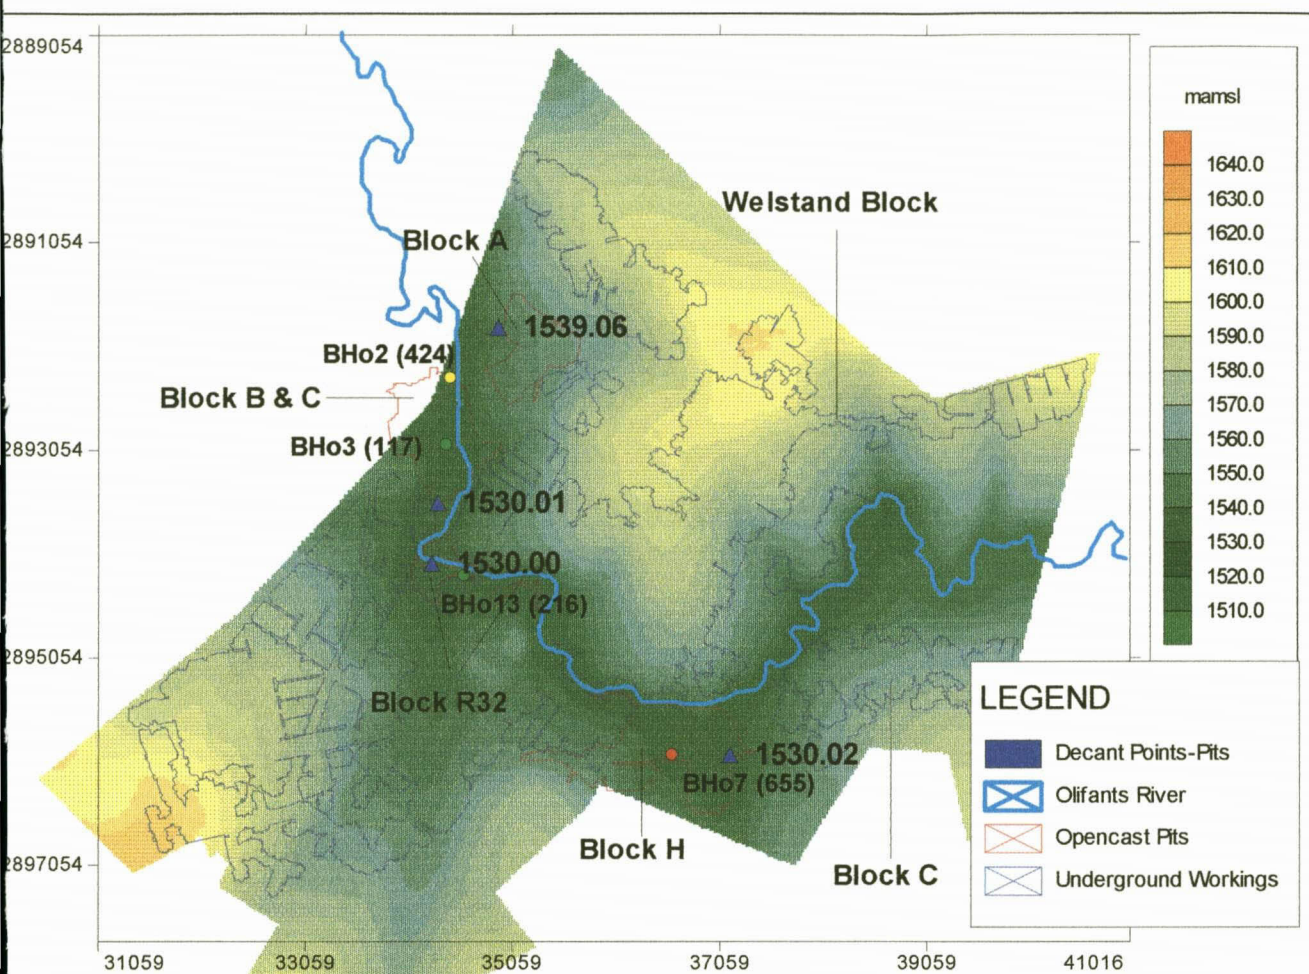 2889054
mamsl
1640.0
Welstand Block
1630.0
1620.0
2891054
Block A
1610.0
1600.0
1539.06
1590.0
BHo2 (424)
1580.0
Block B & C
1570.0
BHo3 (117)
2893054
1560.0
1550.0
1530.01
1540.0
1530.00
1530.0
1520.0
BHo13 (216)
1510.0
2895054
LEGEND
Block R32
Decant Points-Pits
1530.02
BHo7 (655)
Olifants River
Opencast Pits
Block H
2897054
Block C
Underground Workings
31059 33059 35059 37059 39059 41016